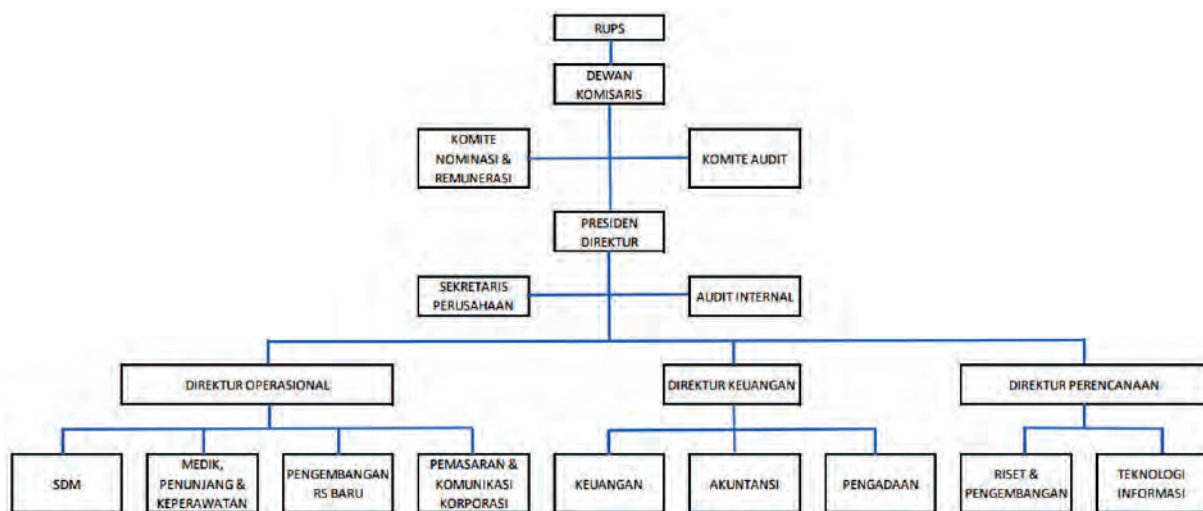 RUPS
DEWAN
KOMISARIS
KOMITE
NOMINASI &
REMUNERASI
KOMITE AUDIT
PRESIDEN
DIREKTUR
SEKRETARIS
PERUSAHAAN
AUDIT INTERNAL
DIREKTUR OPERASIONAL
DIREKTUR KEUANGAN
DIREKTUR PERENCANAAN
SDM
MEDIK,
PENUNJANG &
KEPERAWATAN
PENGEMBANGAN
RS BARU
PEMASARAN &
KOMUNIKASI
KORPORASI
KEUANGAN
AKUNTANSI
PENGADAAN
RISET &
PENGEMBANGAN
TEKNOLOGI
INFORMASI